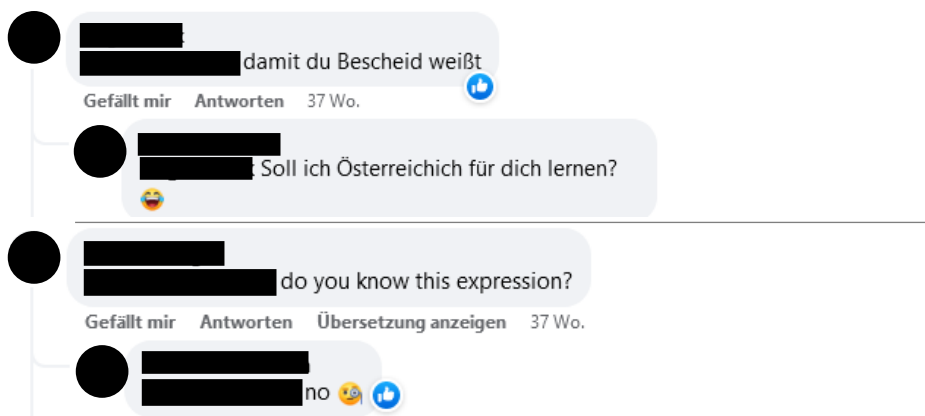 damit du Bescheid weißt
Gefällt mir Antworten 37 Wo.
Soll ich Österreichich für dich lernen?
😂
do you know this expression?
Gefällt mir Antworten Übersetzung anzeigen 37 Wo.
no 🧐